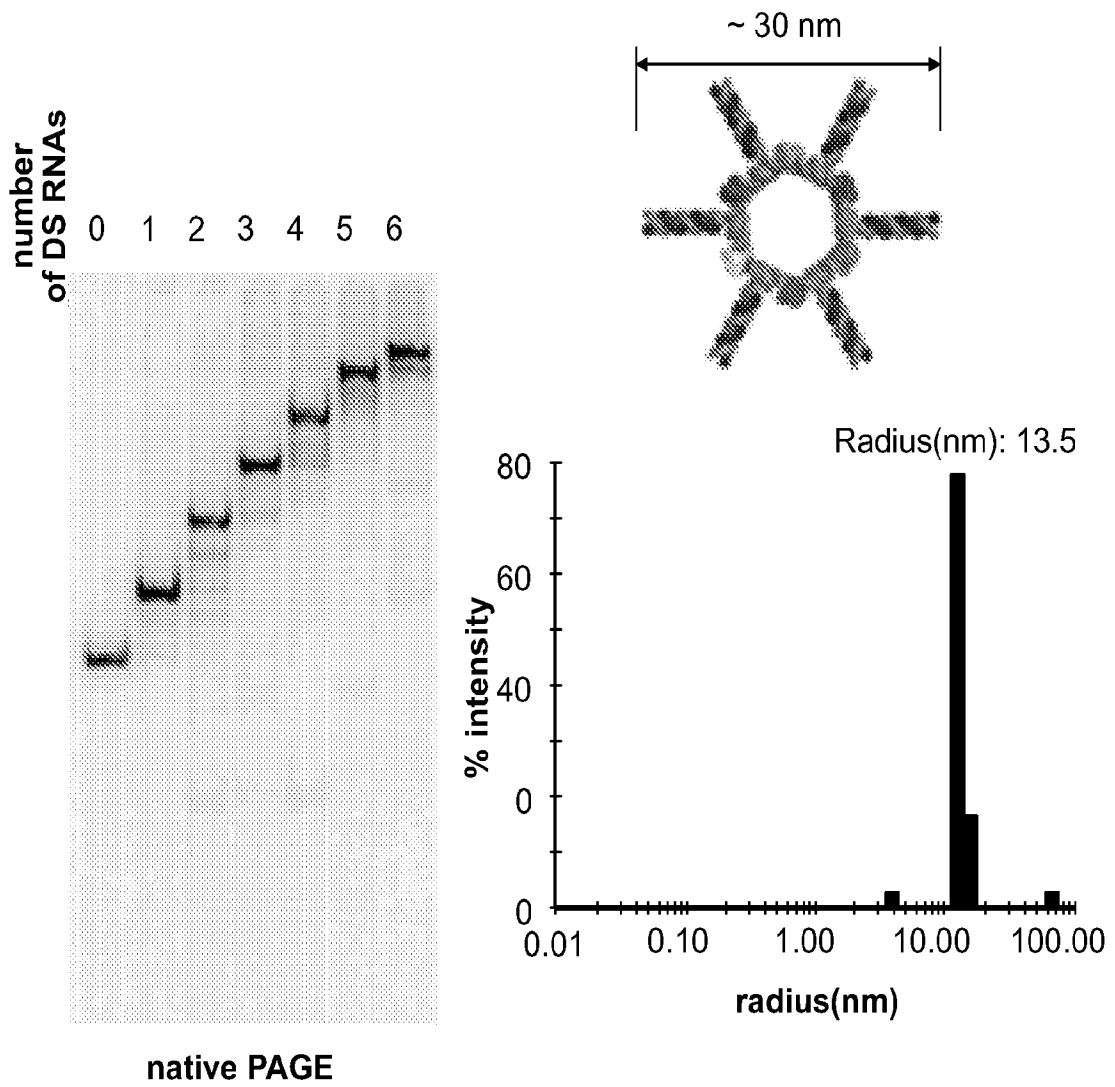 number
of DS RNAs
0 1 2 3 4 5 6
native PAGE
~ 30 nm
Radius(nm): 13.5
% intensity
80
60
40
0
0
0.01 0.10 1.00 10.00 100.00
radius(nm)